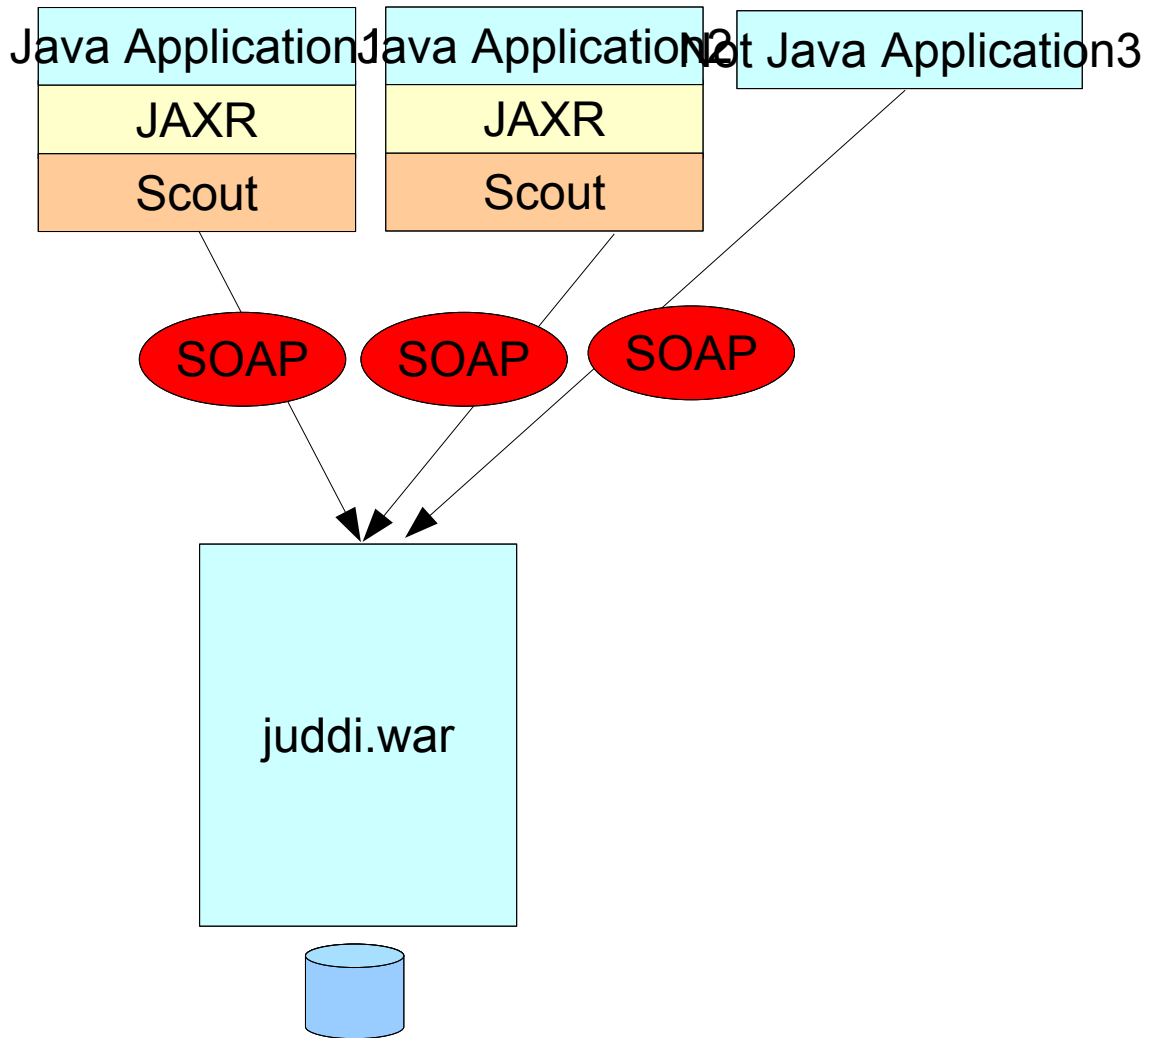 Java Application1
Java Application2
Not Java Application3
JAXR
JAXR
Scout
Scout
SOAP
SOAP
SOAP
juddi.war